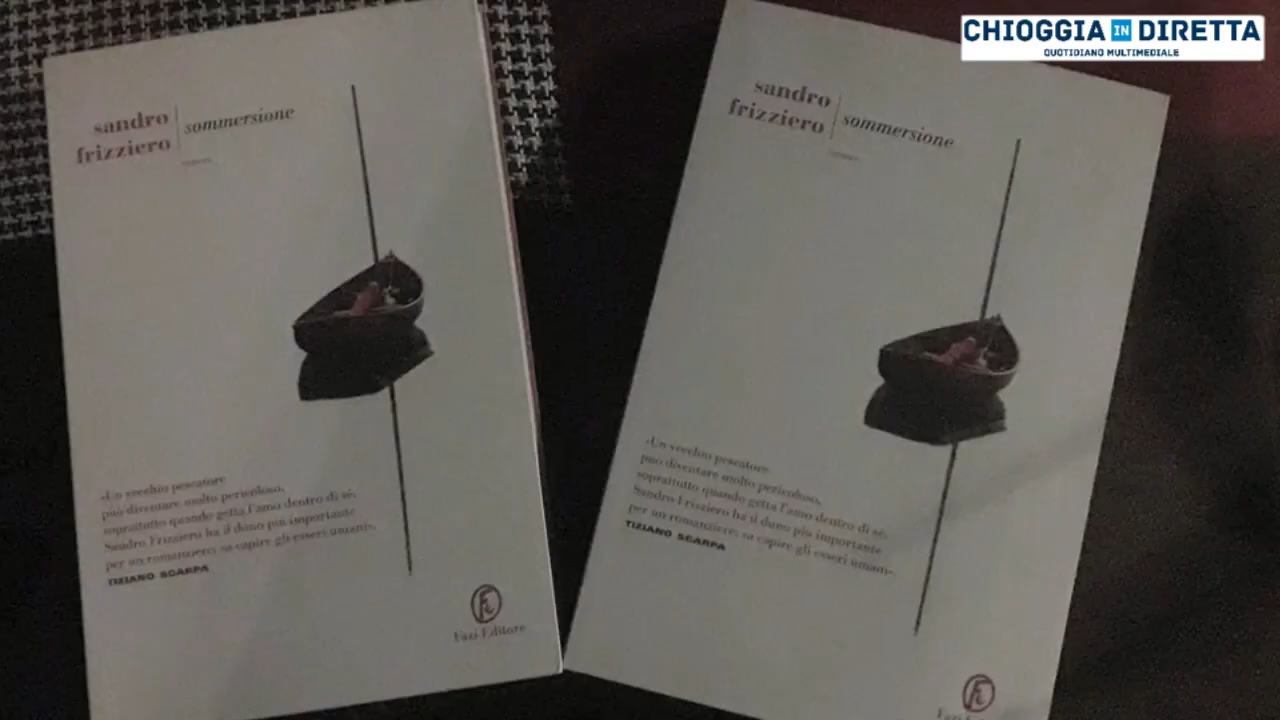 CHIOGGIA IN DIRETTA
QUOTIDIANO MULTIMEDIALE
sandro
frizziero
sommersione
«Un vecchio pescatore
può diventare molto pericoloso,
soprattutto quando getta l'amo dentro di sé.
Sandro Frizziero ha il dono più importante
per un romanziere: sa capire gli esseri umani».
TIZIANO SCARPA
Fazi Editore
sandro
frizziero
sommersione
«Un vecchio pescatore
può diventare molto pericoloso,
soprattutto quando getta l'amo dentro di sé.
Sandro Frizziero ha il dono più importante
per un romanziere: sa capire gli esseri umani».
TIZIANO SCARPA